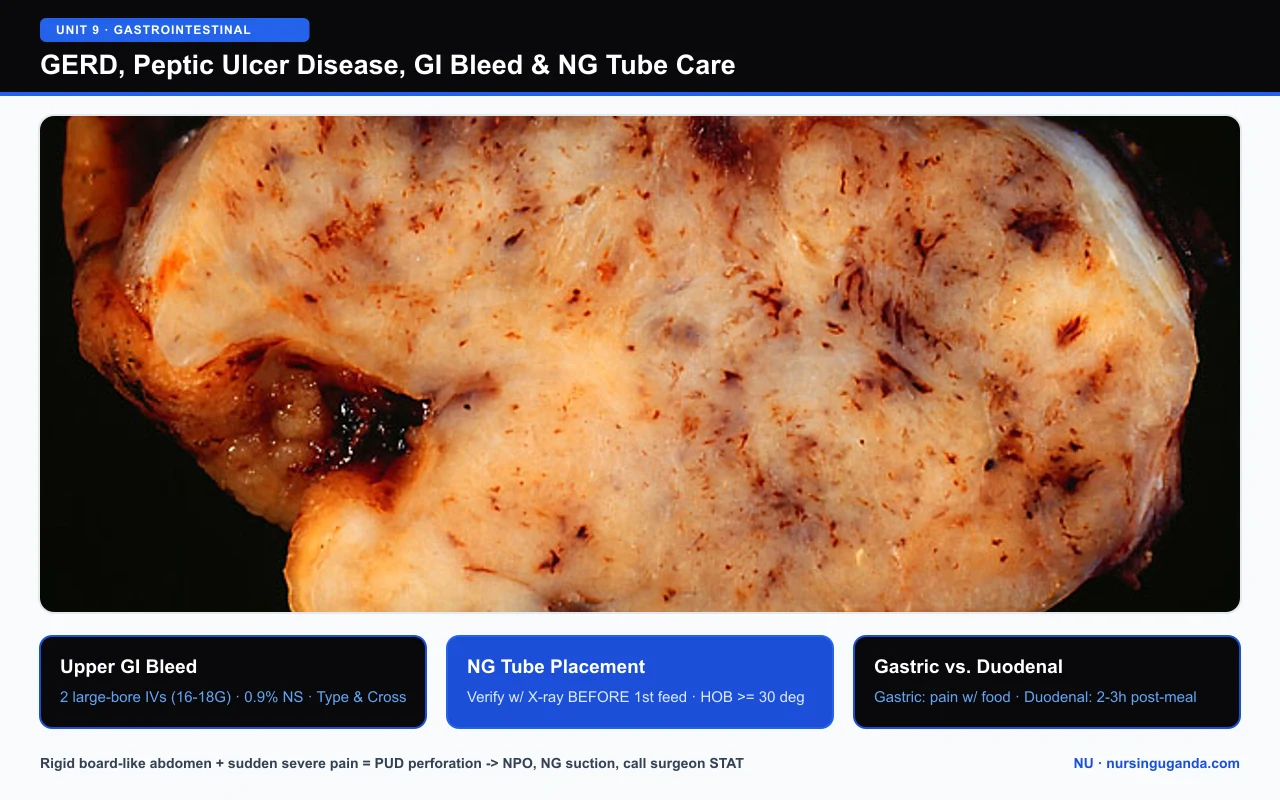 UNIT 9 · GASTROINTESTINAL
GERD, Peptic Ulcer Disease, GI Bleed & NG Tube Care
Upper GI Bleed
2 large-bore IVs (16-18G) · 0.9% NS · Type & Cross
NG Tube Placement
Verify w/ X-ray BEFORE 1st feed · HOB >= 30 deg
Gastric vs. Duodenal
Gastric: pain w/ food · Duodenal: 2-3h post-meal
Rigid board-like abdomen + sudden severe pain = PUD perforation -> NPO, NG suction, call surgeon STAT
NU · nursinguganda.com